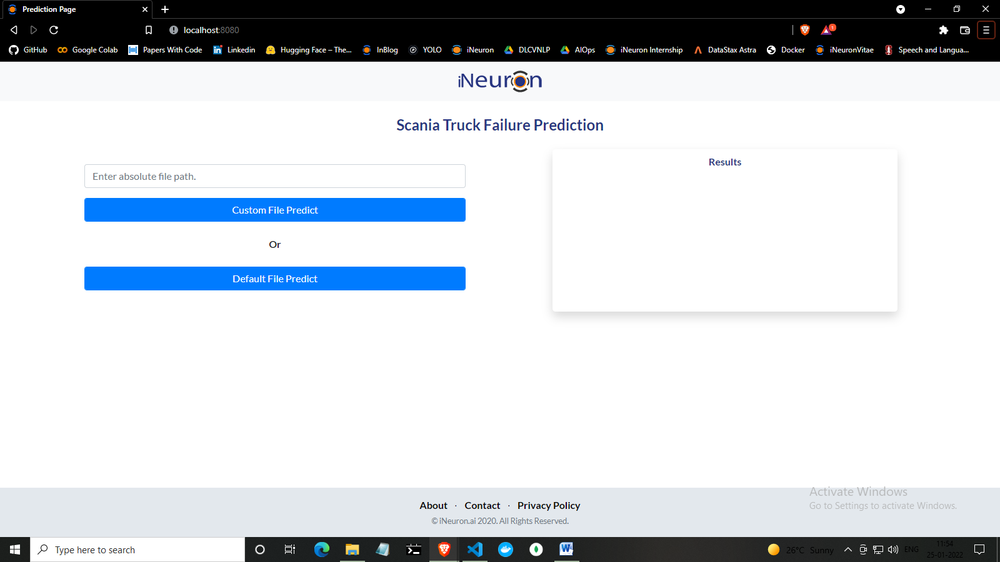 Prediction Page
localhost:8080
1
GitHub Google Colab Papers With Code Linkedin Hugging Face – The... InBlog YOLO iNeuron DLCVNLP AIOps iNeuron Internship DataStax Astra Docker iNeuronVitae Speech and Langua...
iNeuron
Scania Truck Failure Prediction
Results
Enter absolute file path.
Custom File Predict
Or
Default File Predict
Activate Windows
Go to Settings to activate Windows.
About · Contact · Privacy Policy
© iNeuron.ai 2020. All Rights Reserved.
Type here to search
26°C Sunny
ENG
11:54
25-01-2022